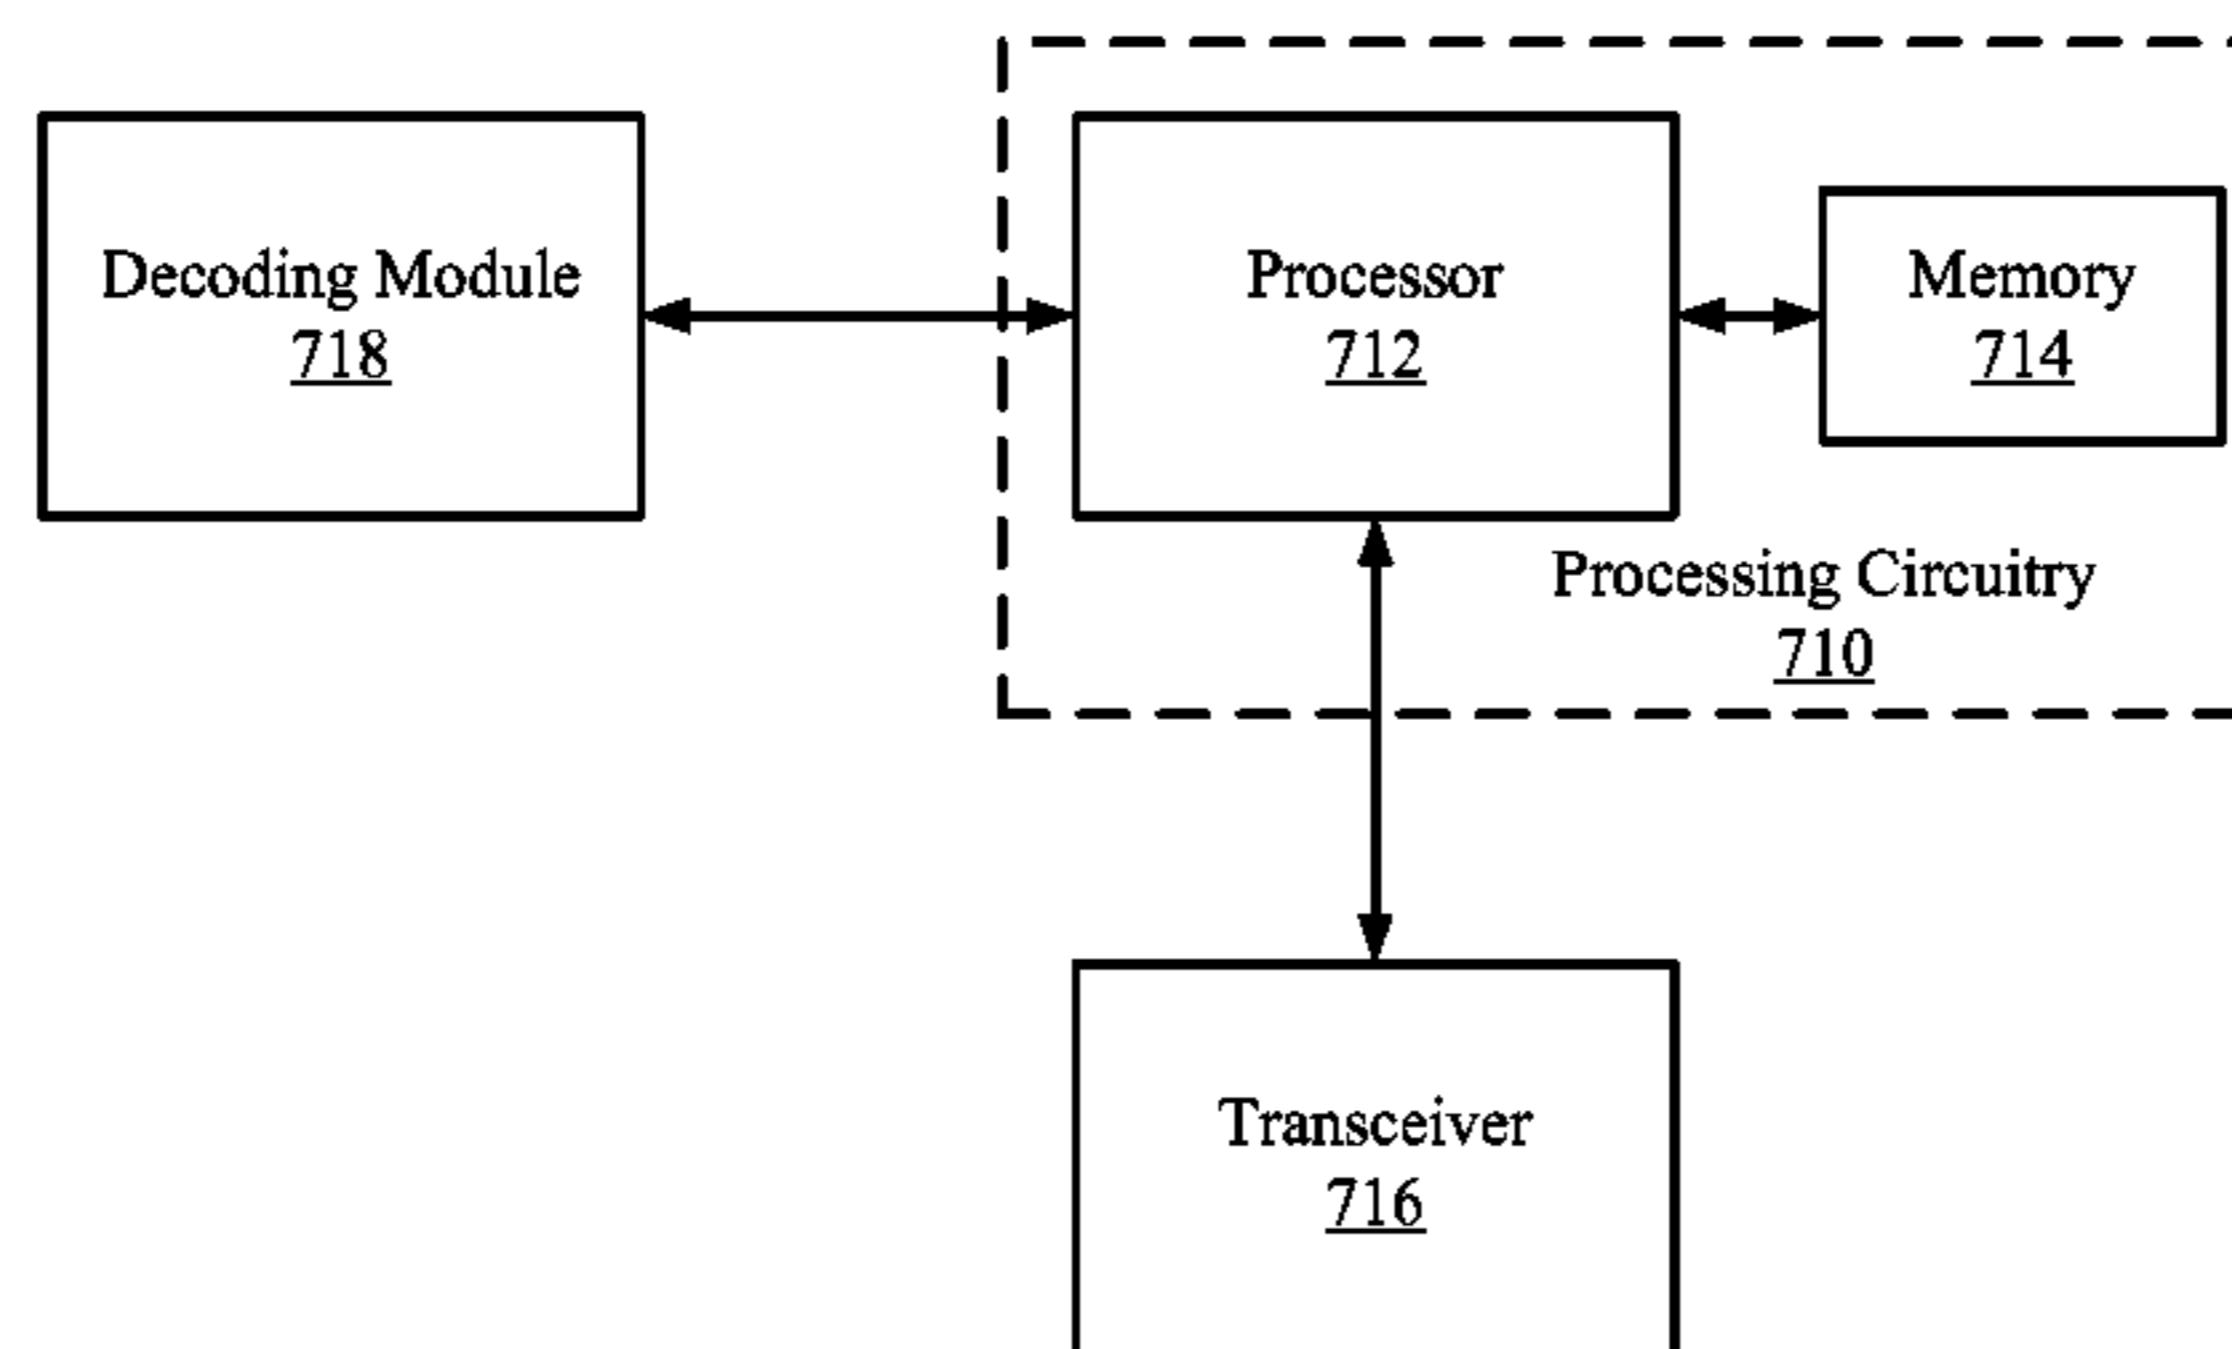 Decoding Module
718
Processor
712
Memory
714
Processing Circuitry
710
Transceiver
716